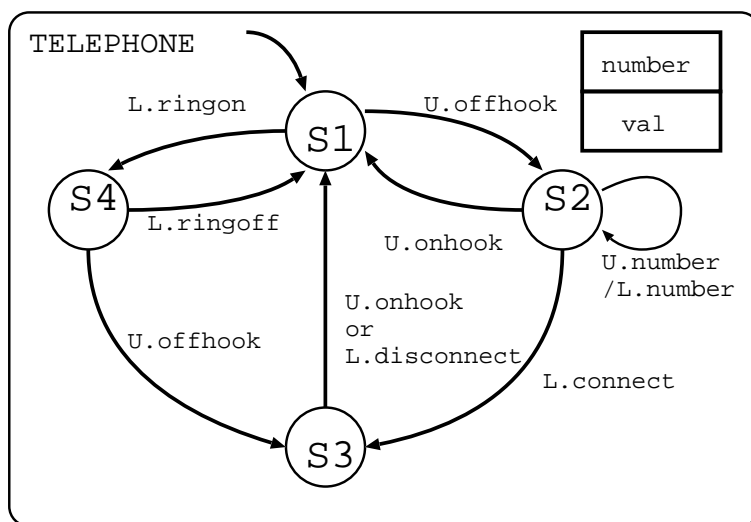 TELEPHONE
number
val
L.ringon
U.offhook
S1
S4
S2
L.ringoff
U.onhook
U.number
/L.number
U.onhook
or
L.disconnect
U.offhook
L.connect
S3